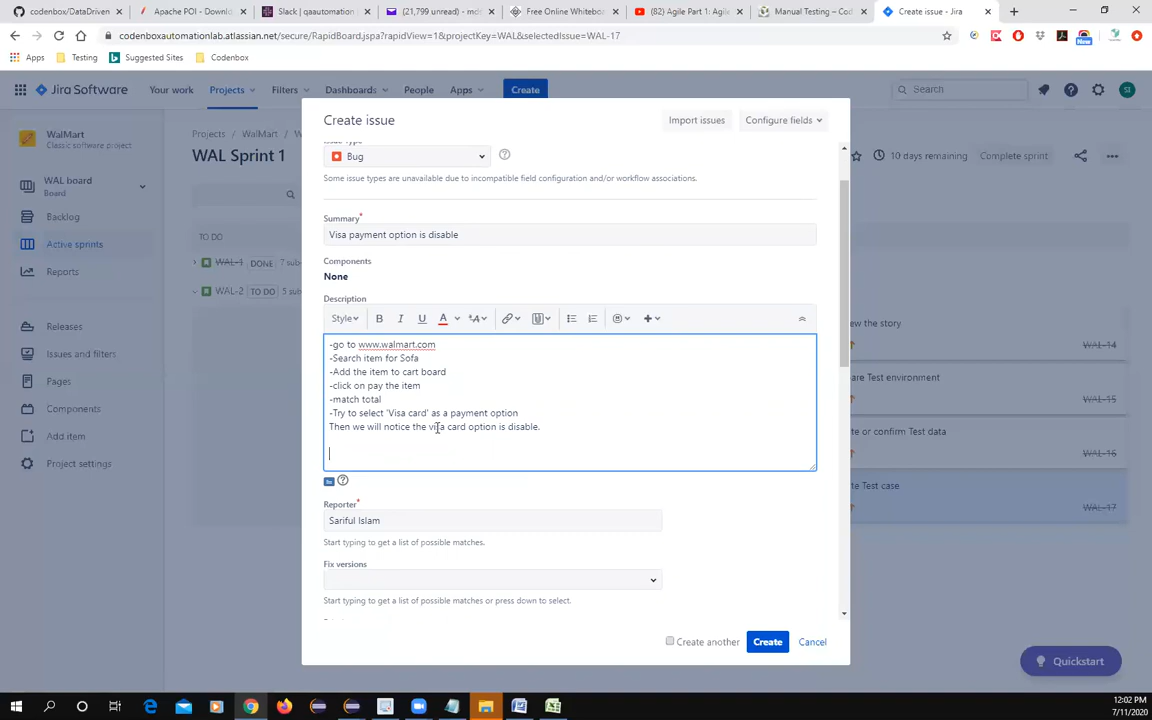 codenbox/DataDriven
Apache POI - Downlo
Slack | qaautomation
(21,799 unread) - mdf
Free Online Whitebo
(82) Agile Part 1: Agile
Manual Testing – Cod
Create issue - Jira
codenboxautomationlab.atlassian.net/secure/RapidBoard.jspa?rapidView=1&projectKey=WAL&selectedIssue=WAL-17
Apps
Testing
Suggested Sites
Codenbox
Jira Software
Your work
Projects
Filters
Dashboards
People
Apps
Create
Search
WalMart
Classic software project
WAL board
Board
Backlog
Active sprints
Reports
Releases
Issues and filters
Pages
Components
Add item
Project settings
Projects / WalMart /
WAL Sprint 1
10 days remaining
Complete sprint
TO DO
WAL-1 DONE 7 sub
WAL-2 TO DO 5 sub
ew the story
WAL-14
are Test environment
WAL-15
te or confirm Test data
WAL-16
te Test case
WAL-17
Create issue
Import issues
Configure fields
Issue Type
Bug
Some issue types are unavailable due to incompatible field configuration and/or workflow associations.
Summary*
Visa payment option is disable
Components
None
Description
Style
B I U A
-go to www.walmart.com
-Search item for Sofa
-Add the item to cart board
-click on pay the item
-match total
-Try to select 'Visa card' as a payment option
Then we will notice the visa card option is disable.
Reporter*
Sariful Islam
Start typing to get a list of possible matches.
Fix versions
Start typing to get a list of possible matches or press down to select.
Create another
Create
Cancel
Quickstart
12:02 PM
7/11/2020